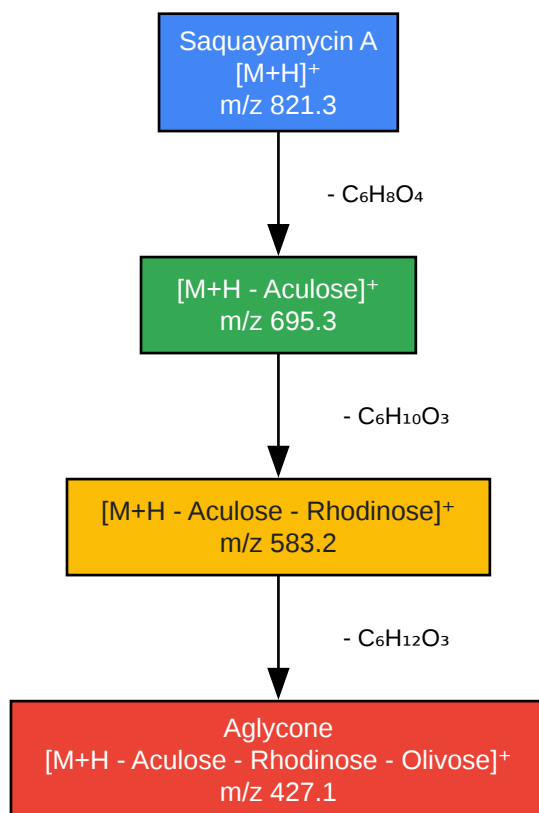 Saquayamycin A
[M+H]⁺
m/z 821.3
- C₆H₈O₄
[M+H - Aculose]⁺
m/z 695.3
- C₆H₁₀O₃
[M+H - Aculose - Rhodinose]⁺
m/z 583.2
- C₆H₁₂O₃
Aglycone
[M+H - Aculose - Rhodinose - Olivose]⁺
m/z 427.1